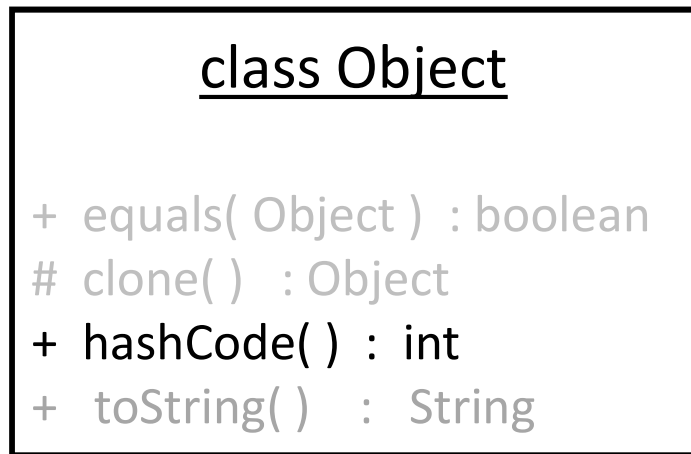 class Object
+ equals( Object ) : boolean
# clone( ) : Object
+ hashCode( ) : int
+ toString( ) : String